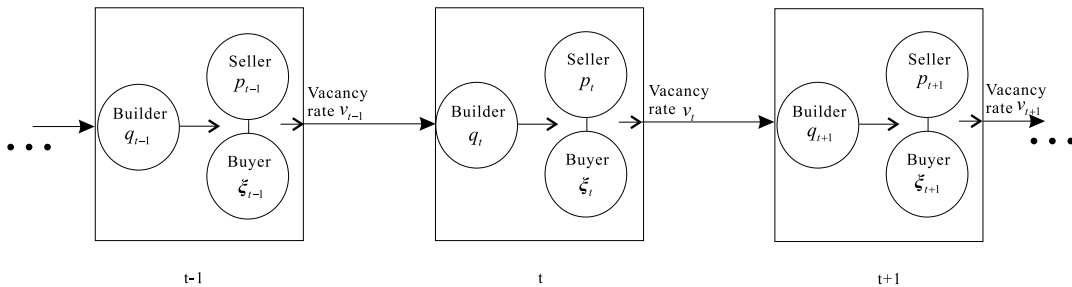 Seller
p_{t-1}
Builder
q_{t-1}
Buyer
ξ_{t-1}
Vacancy
rate v_{t-1}
Seller
p_t
Builder
q_t
Buyer
ξ_t
Vacancy
rate v_t
Seller
p_{t+1}
Builder
q_{t+1}
Buyer
ξ_{t+1}
Vacancy
rate v_{t+1}
t-1
t
t+1